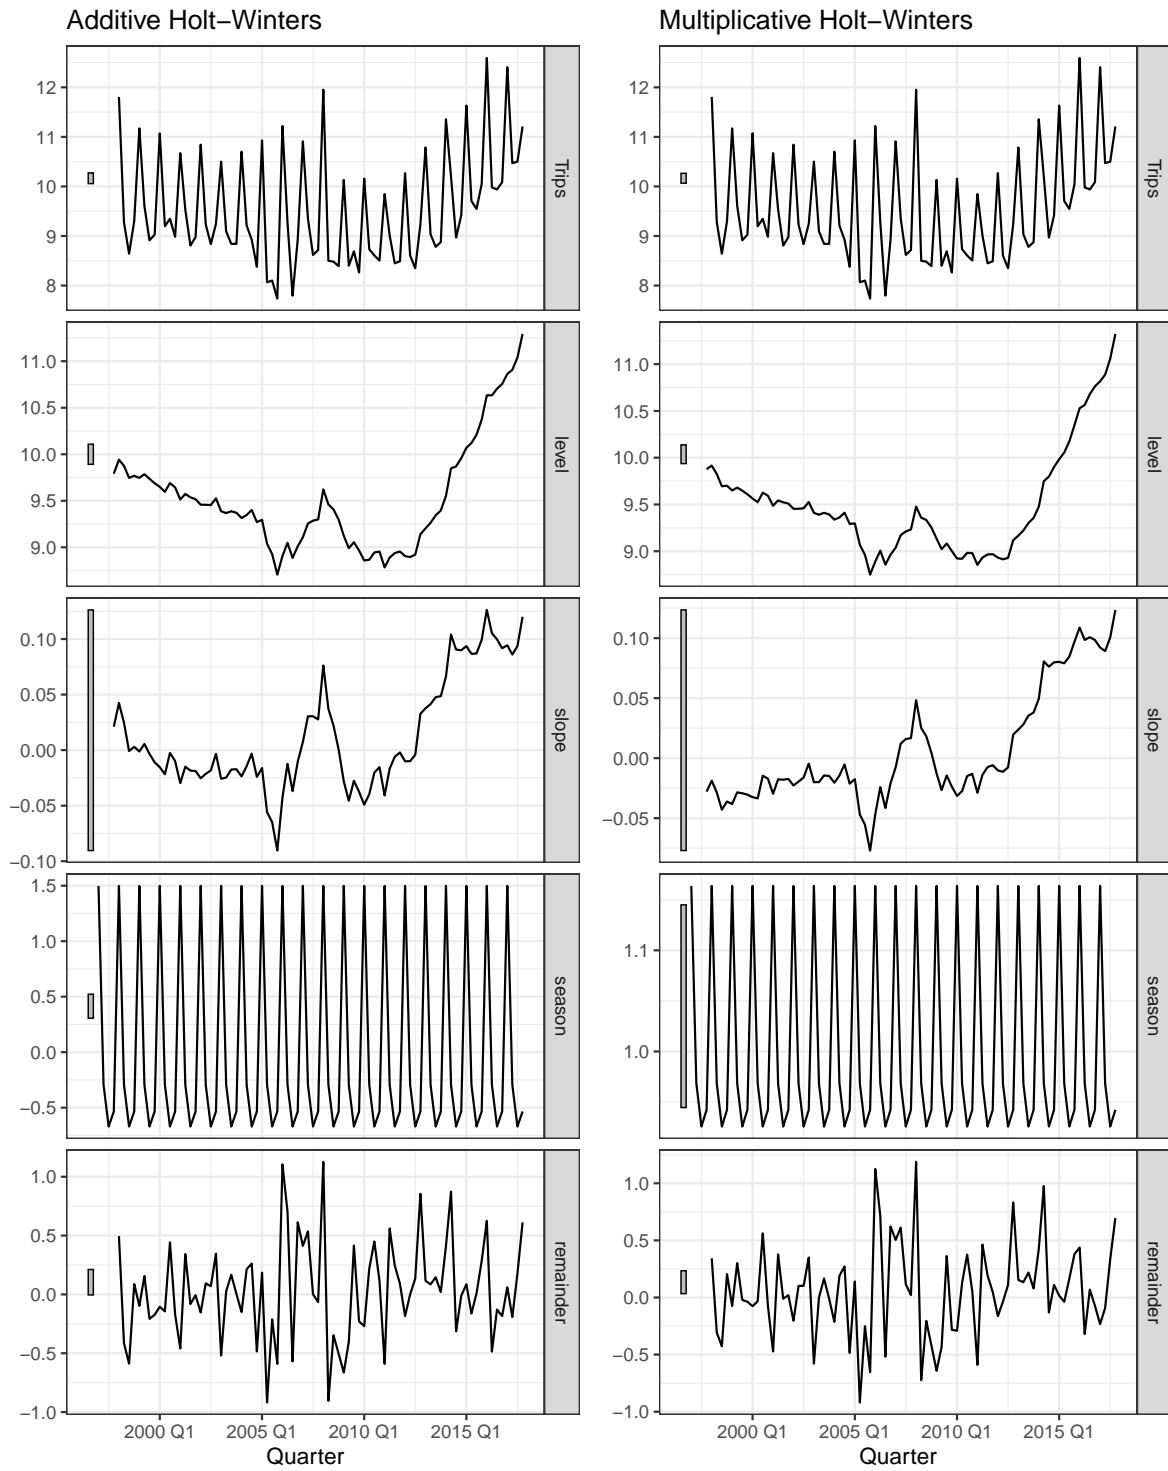 Additive Holt−Winters
12
11
10
9
8
Trips
11.0
10.5
10.0
9.5
9.0
level
0.10
0.05
0.00
−0.05
−0.10
slope
1.5
1.0
0.5
0.0
−0.5
season
1.0
0.5
0.0
−0.5
−1.0
remainder
2000 Q1 2005 Q1 2010 Q1 2015 Q1
Quarter
Multiplicative Holt−Winters
12
11
10
9
8
Trips
11.0
10.5
10.0
9.5
9.0
level
0.10
0.05
0.00
−0.05
slope
1.1
1.0
season
1.0
0.5
0.0
−0.5
−1.0
remainder
2000 Q1 2005 Q1 2010 Q1 2015 Q1
Quarter